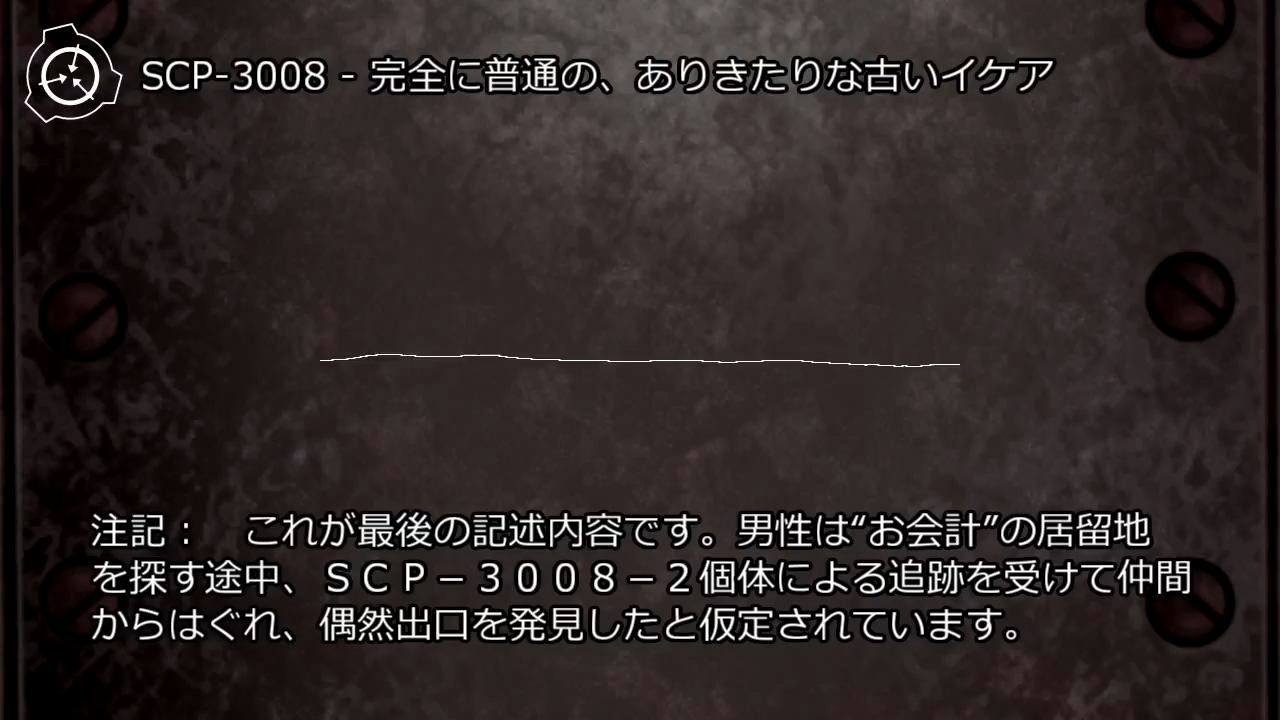 SCP-3008 - 完全に普通の、ありきたりな古いイケア
注記：　これが最後の記述内容です。男性は“お会計”の居留地
を探す途中、ＳＣＰ－３００８－２個体による追跡を受けて仲間
からはぐれ、偶然出口を発見したと仮定されています。